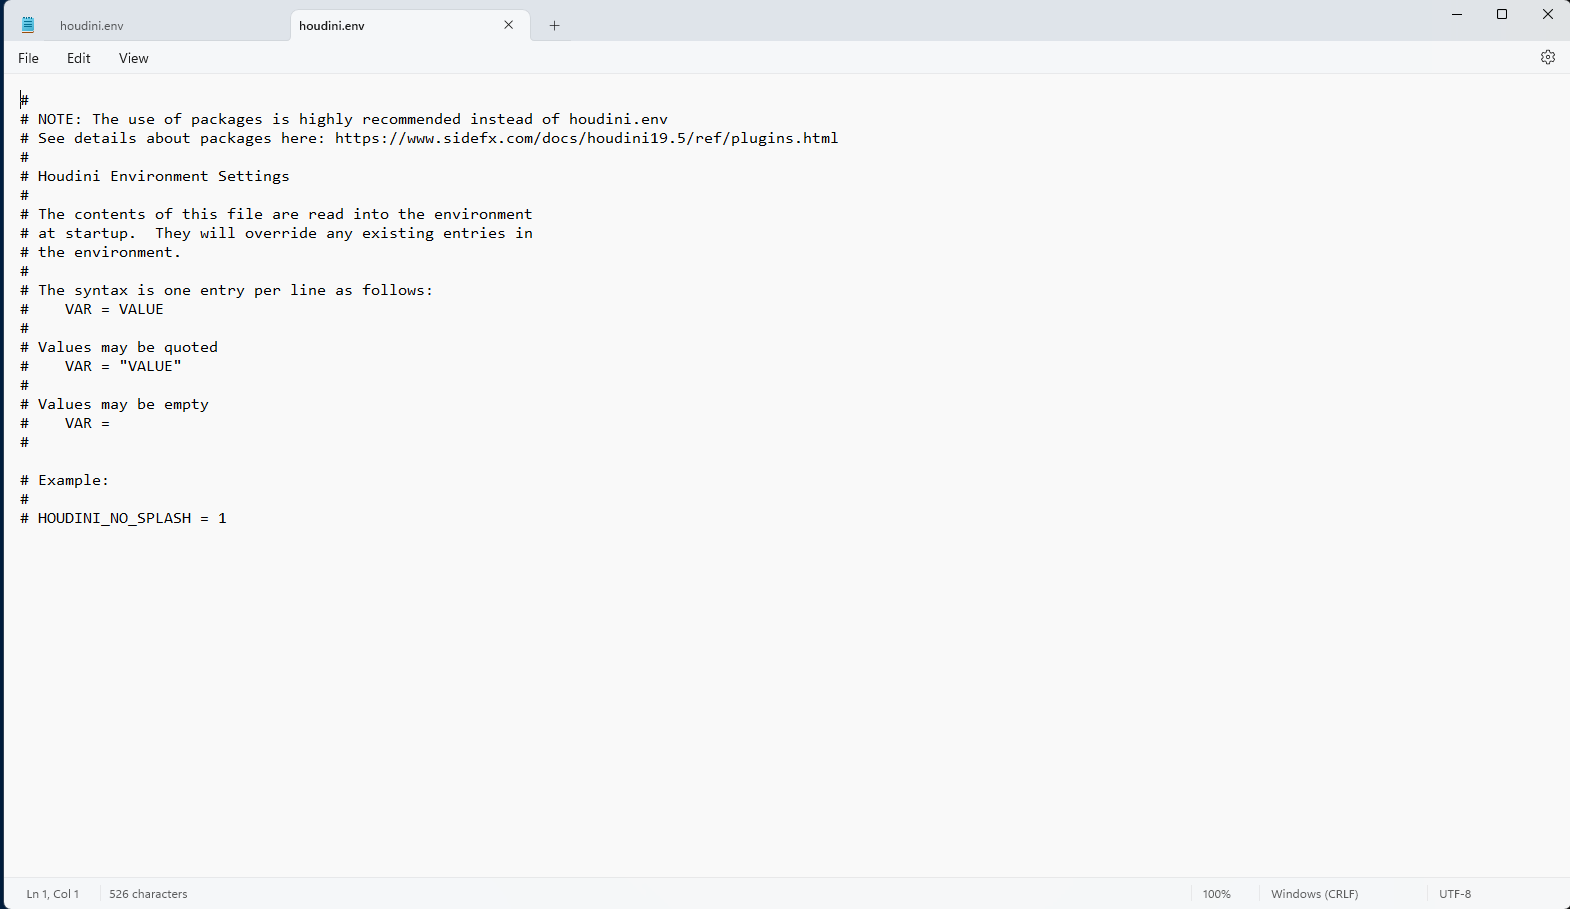 houdini.env
houdini.env
File Edit View
#
# NOTE: The use of packages is highly recommended instead of houdini.env
# See details about packages here: https://www.sidefx.com/docs/houdini19.5/ref/plugins.html
#
# Houdini Environment Settings
#
# The contents of this file are read into the environment
# at startup.  They will override any existing entries in
# the environment.
#
# The syntax is one entry per line as follows:
#    VAR = VALUE
#
# Values may be quoted
#    VAR = "VALUE"
#
# Values may be empty
#    VAR =
#
# Example:
#
# HOUDINI_NO_SPLASH = 1
Ln 1, Col 1 526 characters 100% Windows (CRLF) UTF-8